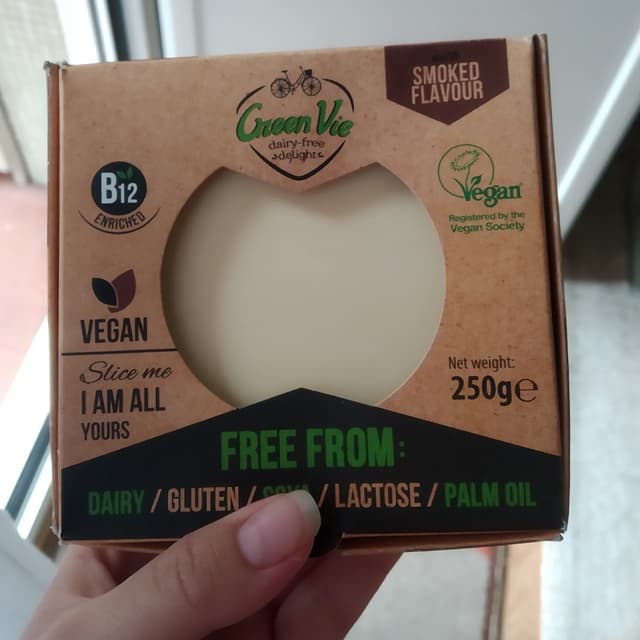 SMOKED
FLAVOUR
Green Vie
dairy-free
delight
B12
ENRICHED
Vegan
Registered by the
Vegan Society
VEGAN
Slice me
I AM ALL
YOURS
Net weight:
250g℮
FREE FROM:
DAIRY / GLUTEN / SOYA / LACTOSE / PALM OIL